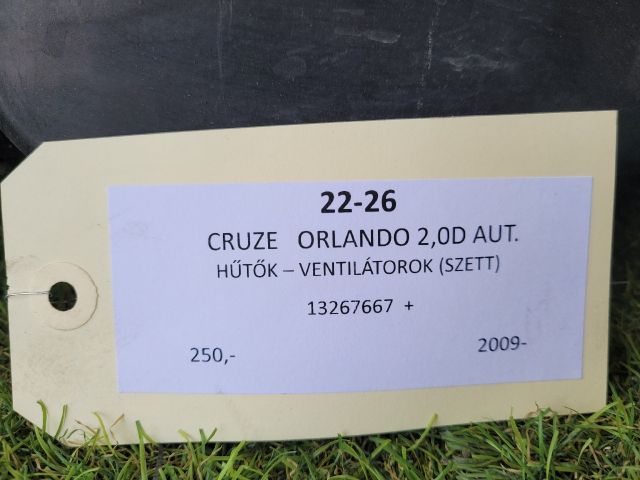 22-26
CRUZE ORLANDO 2,0D AUT.
HŰTŐK – VENTILÁTOROK (SZETT)
13267667 +
250,- 2009-